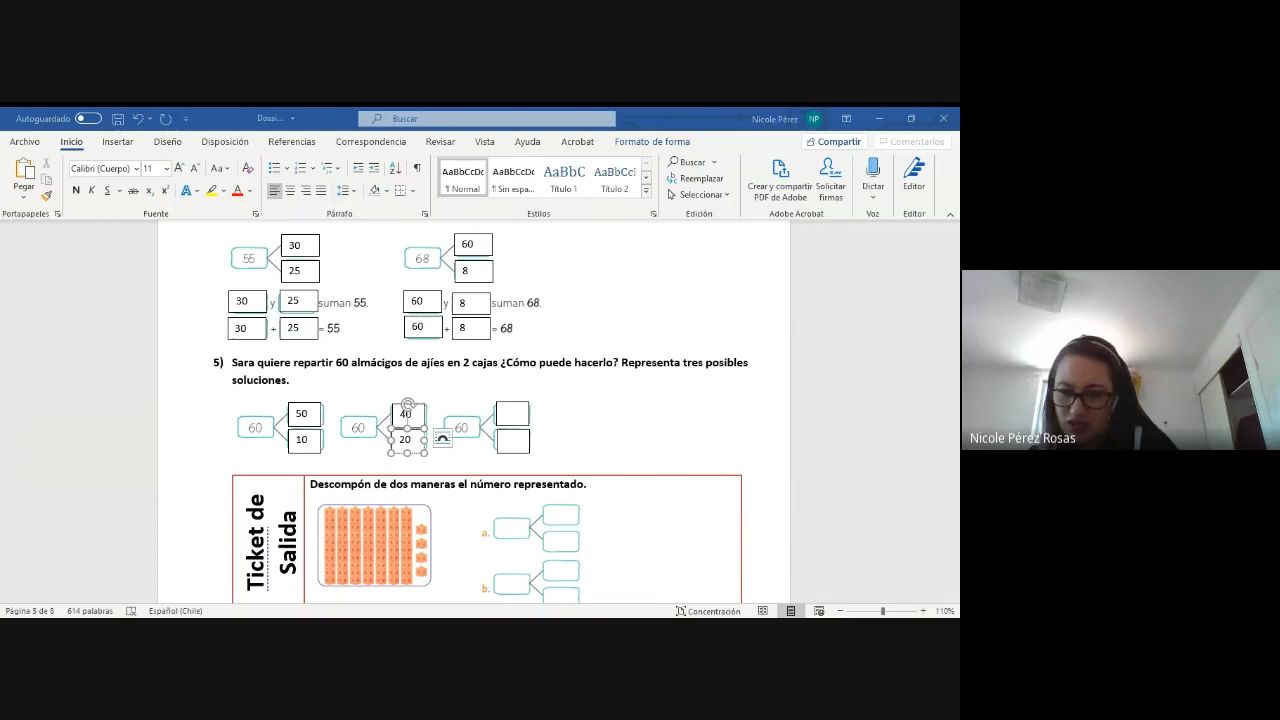 Autoguardado
Dossi...
Buscar
Nicole Pérez
NP
Archivo Inicio Insertar Diseño Referencias Correspondencia Revisar Vista Ayuda Acrobat Formato de forma
Compartir
Comentarios
Pegar
Calibri (Cuerpo) 11
N K S
AaBbCcDc AaBbCcDc AaBbC AaBbCc
¶ Normal ¶ Sin espa... Título 1 Título 2
Buscar
Reemplazar
Seleccionar
Crear y compartir PDF de Adobe
Solicitar firmas
Dictar
Editor
Portapapeles Fuente Párrafo Estilos Edición Adobe Acrobat Voz Editor
55 30 25
68 60 8
30 y 25 suman 55.
60 y 8 suman 68.
30 + 25 = 55
60 + 8 = 68
5) Sara quiere repartir 60 almácigos de ajíes en 2 cajas ¿Cómo puede hacerlo? Representa tres posibles
soluciones.
60 50 10
60 40 20
60
Ticket de
Salida
Descompón de dos maneras el número representado.
a.
b.
Página 5 de 8 614 palabras Español (Chile)
Concentración
110%
Nicole Pérez Rosas